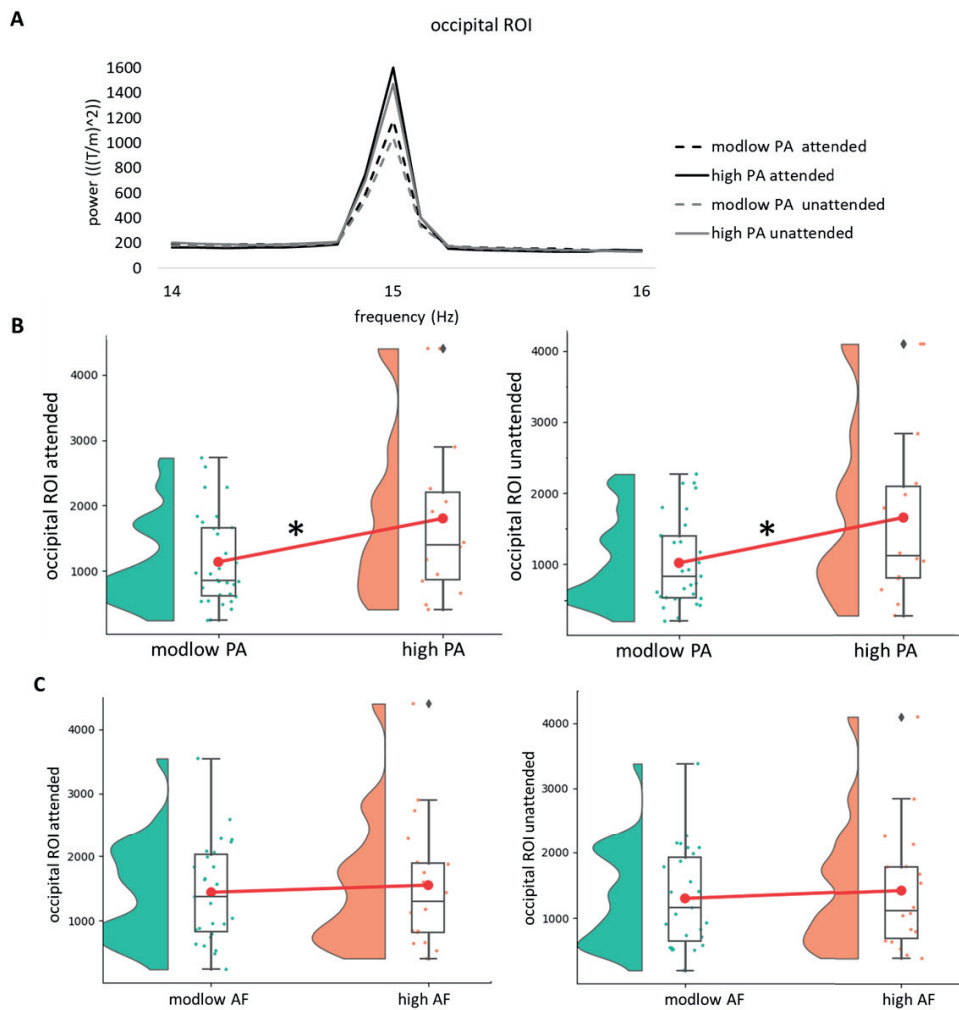 A
occipital ROI
1600
1400
1200
1000
800
600
400
200
0
power (((T/m)^2))
14 15 16
frequency (Hz)
modlow PA attended
high PA attended
modlow PA unattended
high PA unattended
B
occipital ROI attended
4000
3000
2000
1000
*
modlow PA high PA
occipital ROI unattended
4000
3000
2000
1000
*
modlow PA high PA
C
occipital ROI attended
4000
3000
2000
1000
modlow AF high AF
occipital ROI unattended
4000
3000
2000
1000
modlow AF high AF